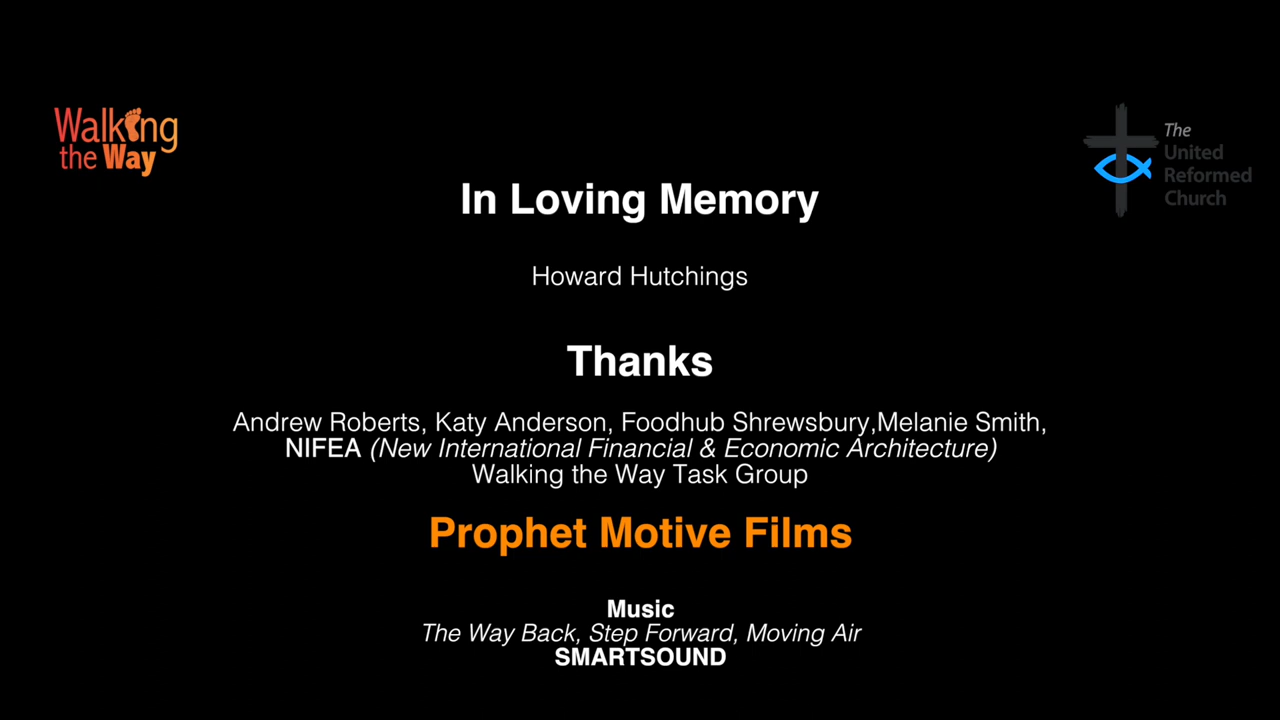 Walking
the Way
The
United
Reformed
Church
In Loving Memory
Howard Hutchings
Thanks
Andrew Roberts, Katy Anderson, Foodhub Shrewsbury,Melanie Smith,
NIFEA (New International Financial & Economic Architecture)
Walking the Way Task Group
Prophet Motive Films
Music
The Way Back, Step Forward, Moving Air
SMARTSOUND